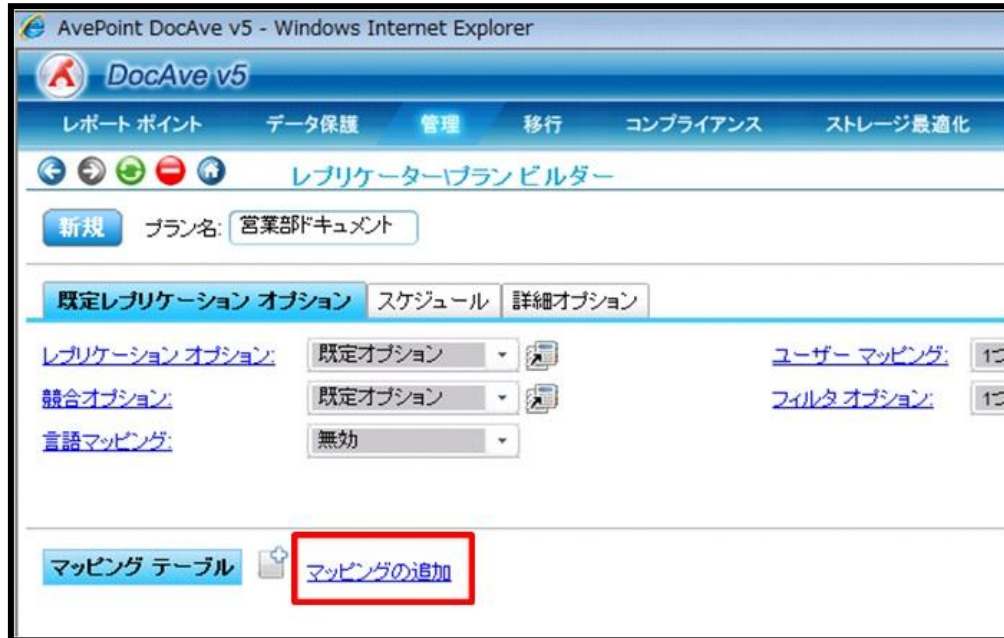 AvePoint DocAve v5 - Windows Internet Explorer
DocAve v5
レポート ポイント データ保護 管理 移行 コンプライアンス ストレージ最適化
レプリケーター\プラン ビルダー
新規 プラン名: 営業部ドキュメント
既定レプリケーション オプション スケジュール 詳細オプション
レプリケーション オプション: 既定オプション ユーザー マッピング: 1つ
競合オプション: 既定オプション フィルタ オプション: 1つ
言語マッピング: 無効
マッピング テーブル マッピングの追加